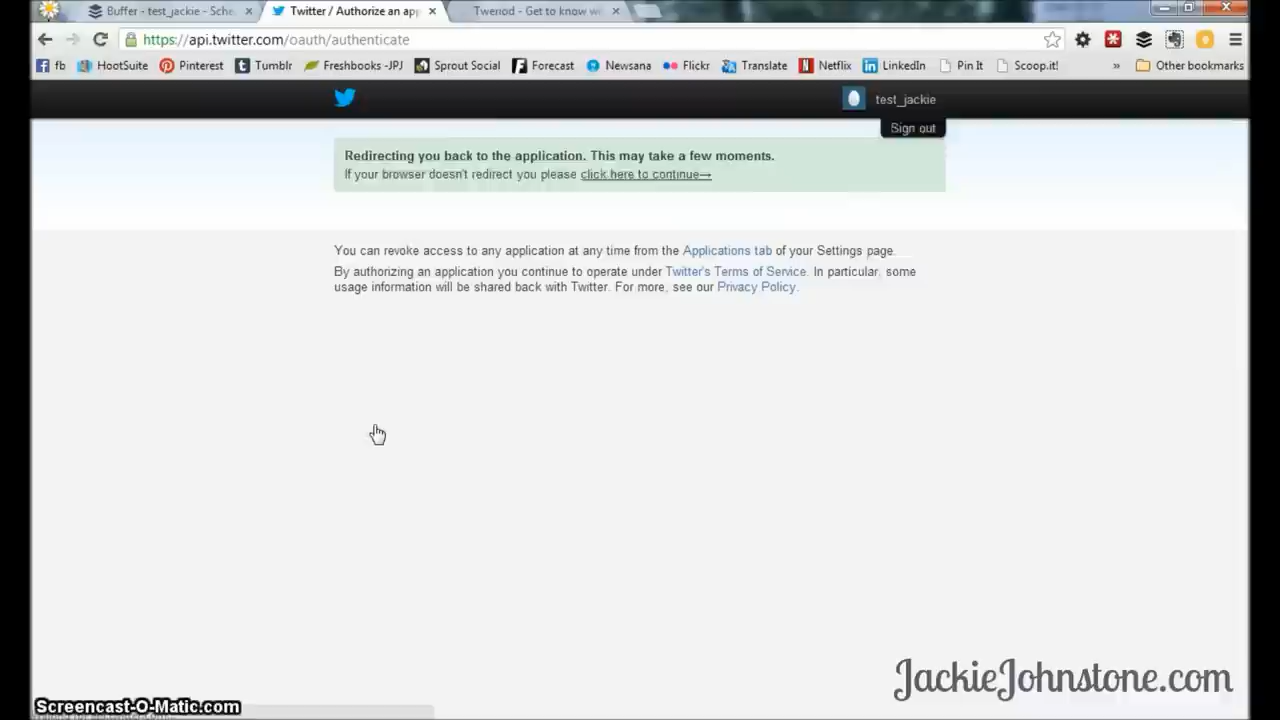 Buffer - test_jackie - Sche
Twitter / Authorize an app
Twenod - Get to know w
https://api.twitter.com/oauth/authenticate
fb HootSuite Pinterest Tumblr Freshbooks -JPJ Sprout Social Forecast Newsana Flickr Translate Netflix LinkedIn Pin It Scoop.it! » Other bookmarks
test_jackie
Sign out
Redirecting you back to the application. This may take a few moments.
If your browser doesn't redirect you please click here to continue→
You can revoke access to any application at any time from the Applications tab of your Settings page.
By authorizing an application you continue to operate under Twitter's Terms of Service. In particular, some
usage information will be shared back with Twitter. For more, see our Privacy Policy.
JackieJohnstone.com
Screencast-O-Matic.com